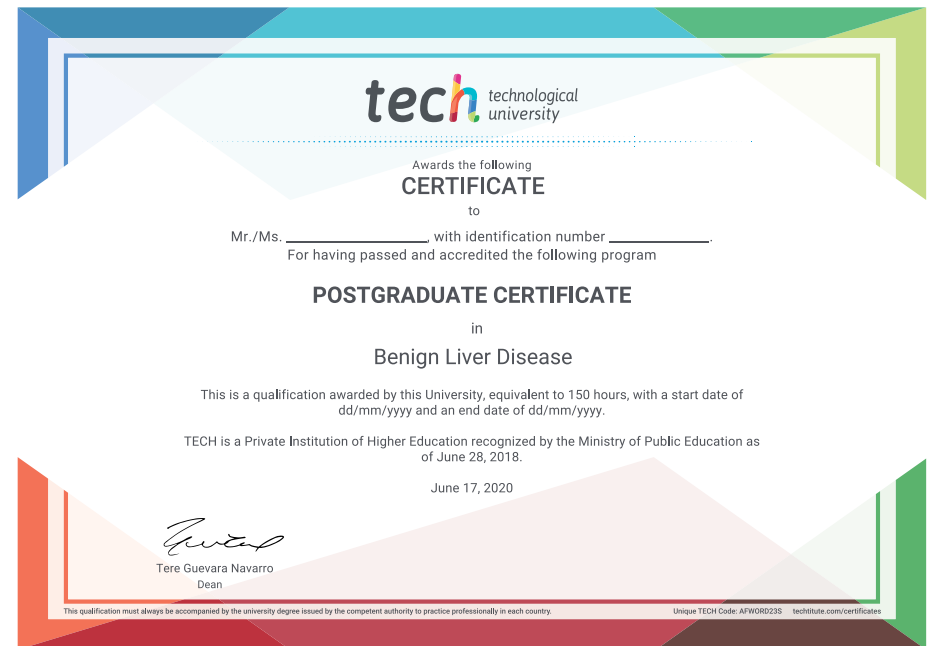 tech technological
university
Awards the following
CERTIFICATE
to
Mr./Ms. ____________________, with identification number ______________.
For having passed and accredited the following program
POSTGRADUATE CERTIFICATE
in
Benign Liver Disease
This is a qualification awarded by this University, equivalent to 150 hours, with a start date of
dd/mm/yyyy and an end date of dd/mm/yyyy.
TECH is a Private Institution of Higher Education recognized by the Ministry of Public Education as
of June 28, 2018.
June 17, 2020
Tere Guevara Navarro
Dean
This qualification must always be accompanied by the university degree issued by the competent authority to practice professionally in each country.
Unique TECH Code: AFWORD23S techtitute.com/certificates